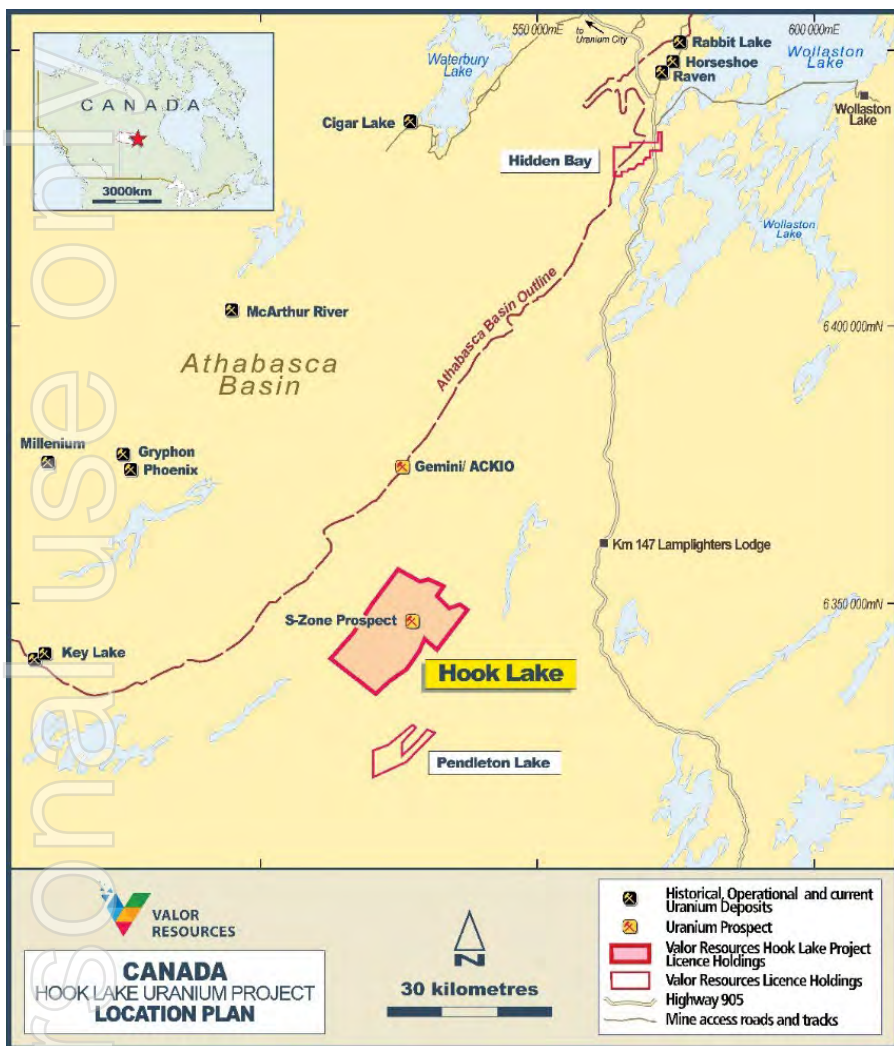 550 000mE
to
Uranium City
600 000mE
Rabbit Lake
Horseshoe
Raven
Wollaston
Lake
Waterbury
Lake
CANADA
3000km
Cigar Lake
Wollaston
Lake
Hidden Bay
Wollaston
Lake
McArthur River
Athabasca Basin Outline
6 400 000mN
Athabasca
Basin
Millenium
Gryphon
Phoenix
Gemini/ ACKIO
Km 147 Lamplighters Lodge
S-Zone Prospect
6 350 000mN
Key Lake
Hook Lake
Pendleton Lake
rsonal use only
VALOR
RESOURCES
CANADA
HOOK LAKE URANIUM PROJECT
LOCATION PLAN
N
30 kilometres
Historical, Operational and current
Uranium Deposits
Uranium Prospect
Valor Resources Hook Lake Project
Licence Holdings
Valor Resources Licence Holdings
Highway 905
Mine access roads and tracks